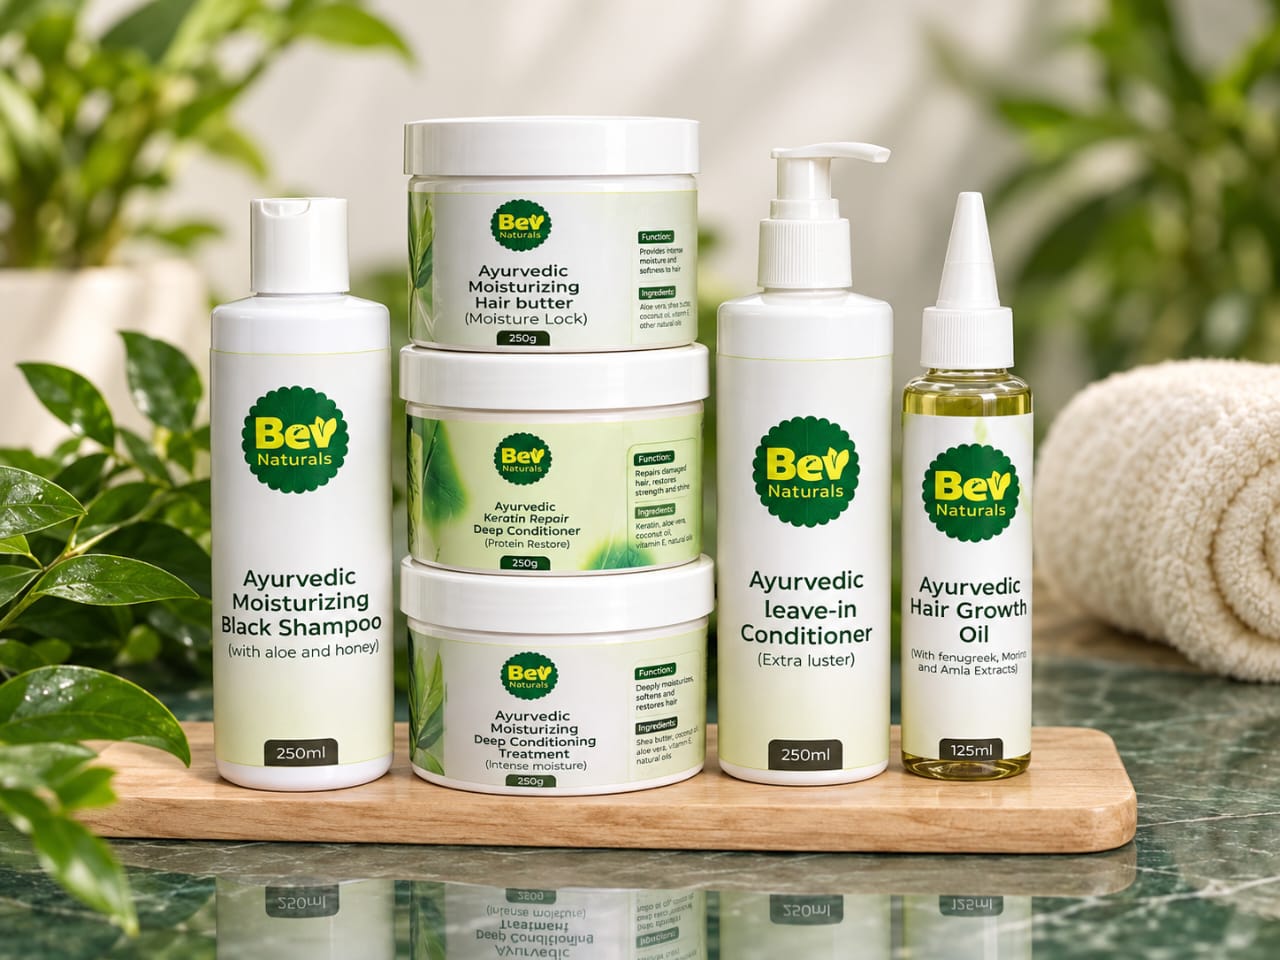 Bev
Naturals
Ayurvedic
Moisturizing
Black Shampoo
(with aloe and honey)
250ml
Bev
Naturals
Ayurvedic
Moisturizing
Hair butter
(Moisture Lock)
250g
Function:
Provides intense
moisture and
softness to hair
Ingredients:
Aloe vera, shea butter,
coconut oil, vitamin E,
other natural oils
Bev
Naturals
Ayurvedic
Keratin Repair
Deep Conditioner
(Protein Restore)
250g
Function:
Repairs damaged
hair, restores
strength and shine
Ingredients:
Keratin, aloe vera,
coconut oil,
vitamin E, natural oils
Bev
Naturals
Ayurvedic
Moisturizing
Deep Conditioning
Treatment
(Intense moisture)
250g
Function:
Deeply moisturizes,
softens and
restores hair
Ingredients:
Shea butter, coconut oil,
aloe vera, vitamin E,
natural oils
Bev
Naturals
Ayurvedic
Leave-in
Conditioner
(Extra luster)
250ml
Bev
Naturals
Ayurvedic
Hair Growth
Oil
(With fenugreek,
and Amla Extracts)
125ml